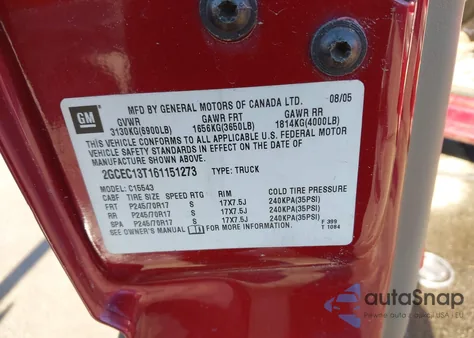 GM
MFD BY GENERAL MOTORS OF CANADA LTD. 08/05
GVWR GAWR FRT GAWR RR
3130KG(6900LB) 1656KG(3650LB) 1814KG(4000LB)
THIS VEHICLE CONFORMS TO ALL APPLICABLE U.S. FEDERAL MOTOR
VEHICLE SAFETY STANDARDS IN EFFECT ON THE DATE OF
MANUFACTURE SHOWN ABOVE.
2GCEC13T161151273 TYPE: TRUCK
MODEL: C16543
CABF TIRE SIZE SPEED RTG RIM COLD TIRE PRESSURE
FRT P245/70R17 S 17X7.5J 240KPA(35PSI)
RR P245/70R17 S 17X7.5J 240KPA(35PSI)
SPA P245/70R17 S 17X7.5J 240KPA(35PSI)
SEE OWNER'S MANUAL FOR MORE INFORMATION.
F 399
T 1084
autoSnap